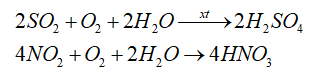 2SO₂ + O₂ + 2H₂O —xt→ 2H₂SO₄
4NO₂ + O₂ + 2H₂O → 4HNO₃